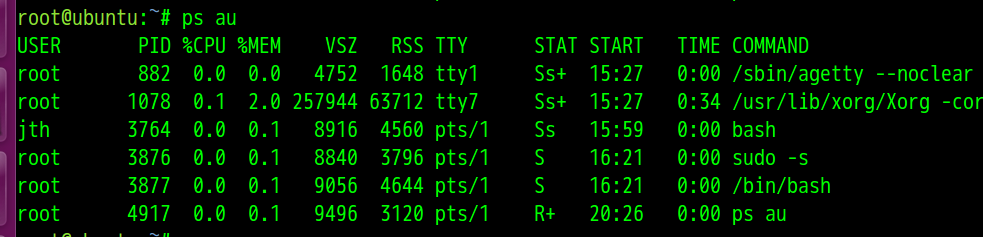 root@ubuntu:~# ps au
USER PID %CPU %MEM VSZ RSS TTY STAT START TIME COMMAND
root 882 0.0 0.0 4752 1648 tty1 Ss+ 15:27 0:00 /sbin/agetty --noclear
root 1078 0.1 2.0 257944 63712 tty7 Ss+ 15:27 0:34 /usr/lib/xorg/Xorg -cor
jth 3764 0.0 0.1 8916 4560 pts/1 Ss 15:59 0:00 bash
root 3876 0.0 0.1 8840 3796 pts/1 S 16:21 0:00 sudo -s
root 3877 0.0 0.1 9056 4644 pts/1 S 16:21 0:00 /bin/bash
root 4917 0.0 0.1 9496 3120 pts/1 R+ 20:26 0:00 ps au